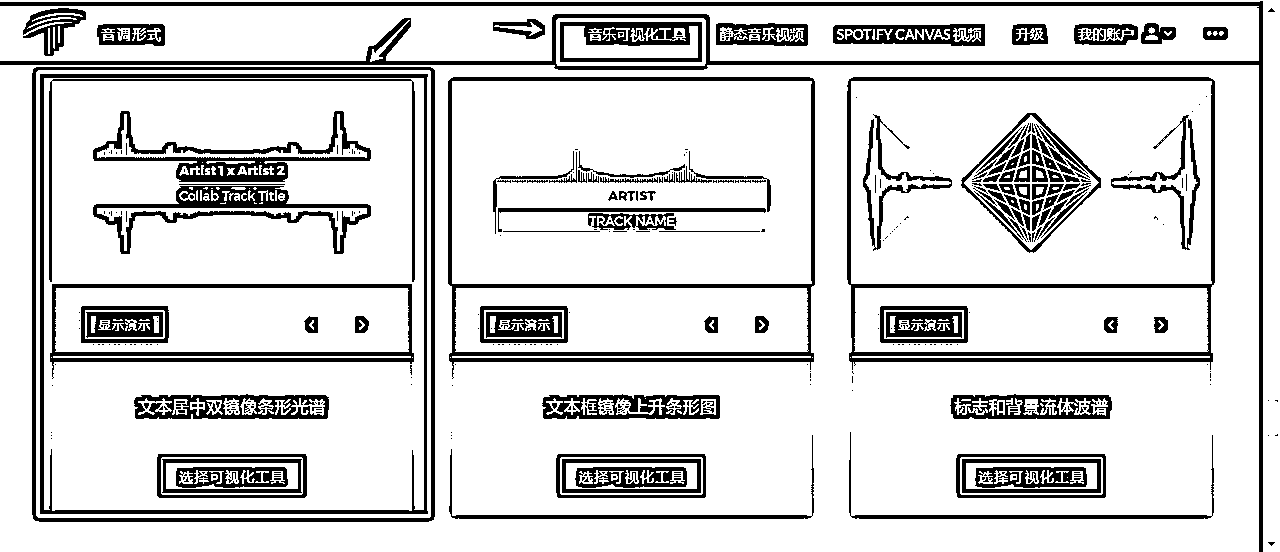 音调形式
音乐可视化工具
静态音乐视频
SPOTIFY CANVAS 视频
升级
我的账户
Artist 1 x Artist 2
Collab Track Title
ARTIST
TRACK NAME
显示演示
显示演示
显示演示
文本居中双镜像条形光谱
文本框镜像上升条形图
标志和背景流体波谱
选择可视化工具
选择可视化工具
选择可视化工具